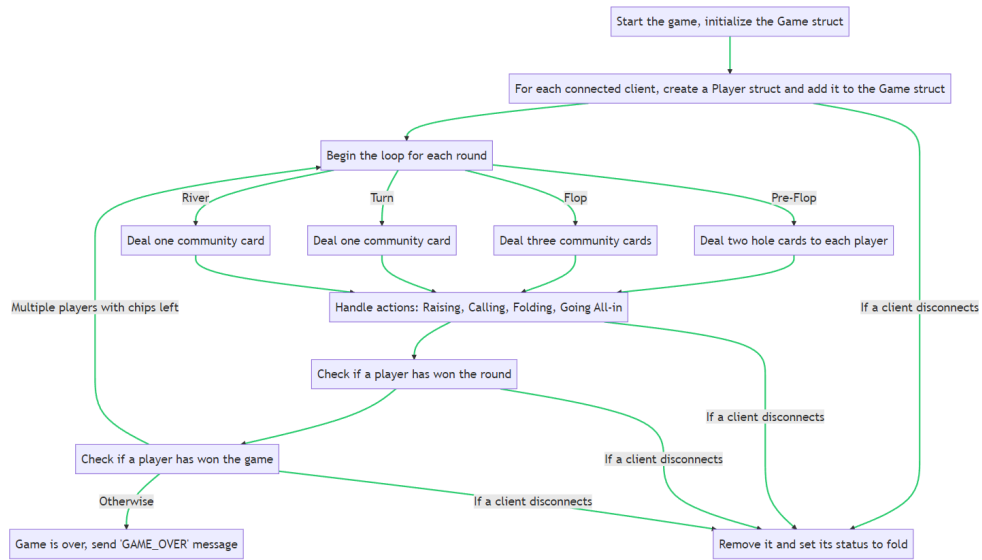 Start the game, initialize the Game struct
For each connected client, create a Player struct and add it to the Game struct
Begin the loop for each round
River
Turn
Flop
Pre-Flop
Deal one community card
Deal one community card
Deal three community cards
Deal two hole cards to each player
Multiple players with chips left
Handle actions: Raising, Calling, Folding, Going All-in
If a client disconnects
Check if a player has won the round
If a client disconnects
Check if a player has won the game
If a client disconnects
Otherwise
If a client disconnects
Game is over, send 'GAME_OVER' message
Remove it and set its status to fold